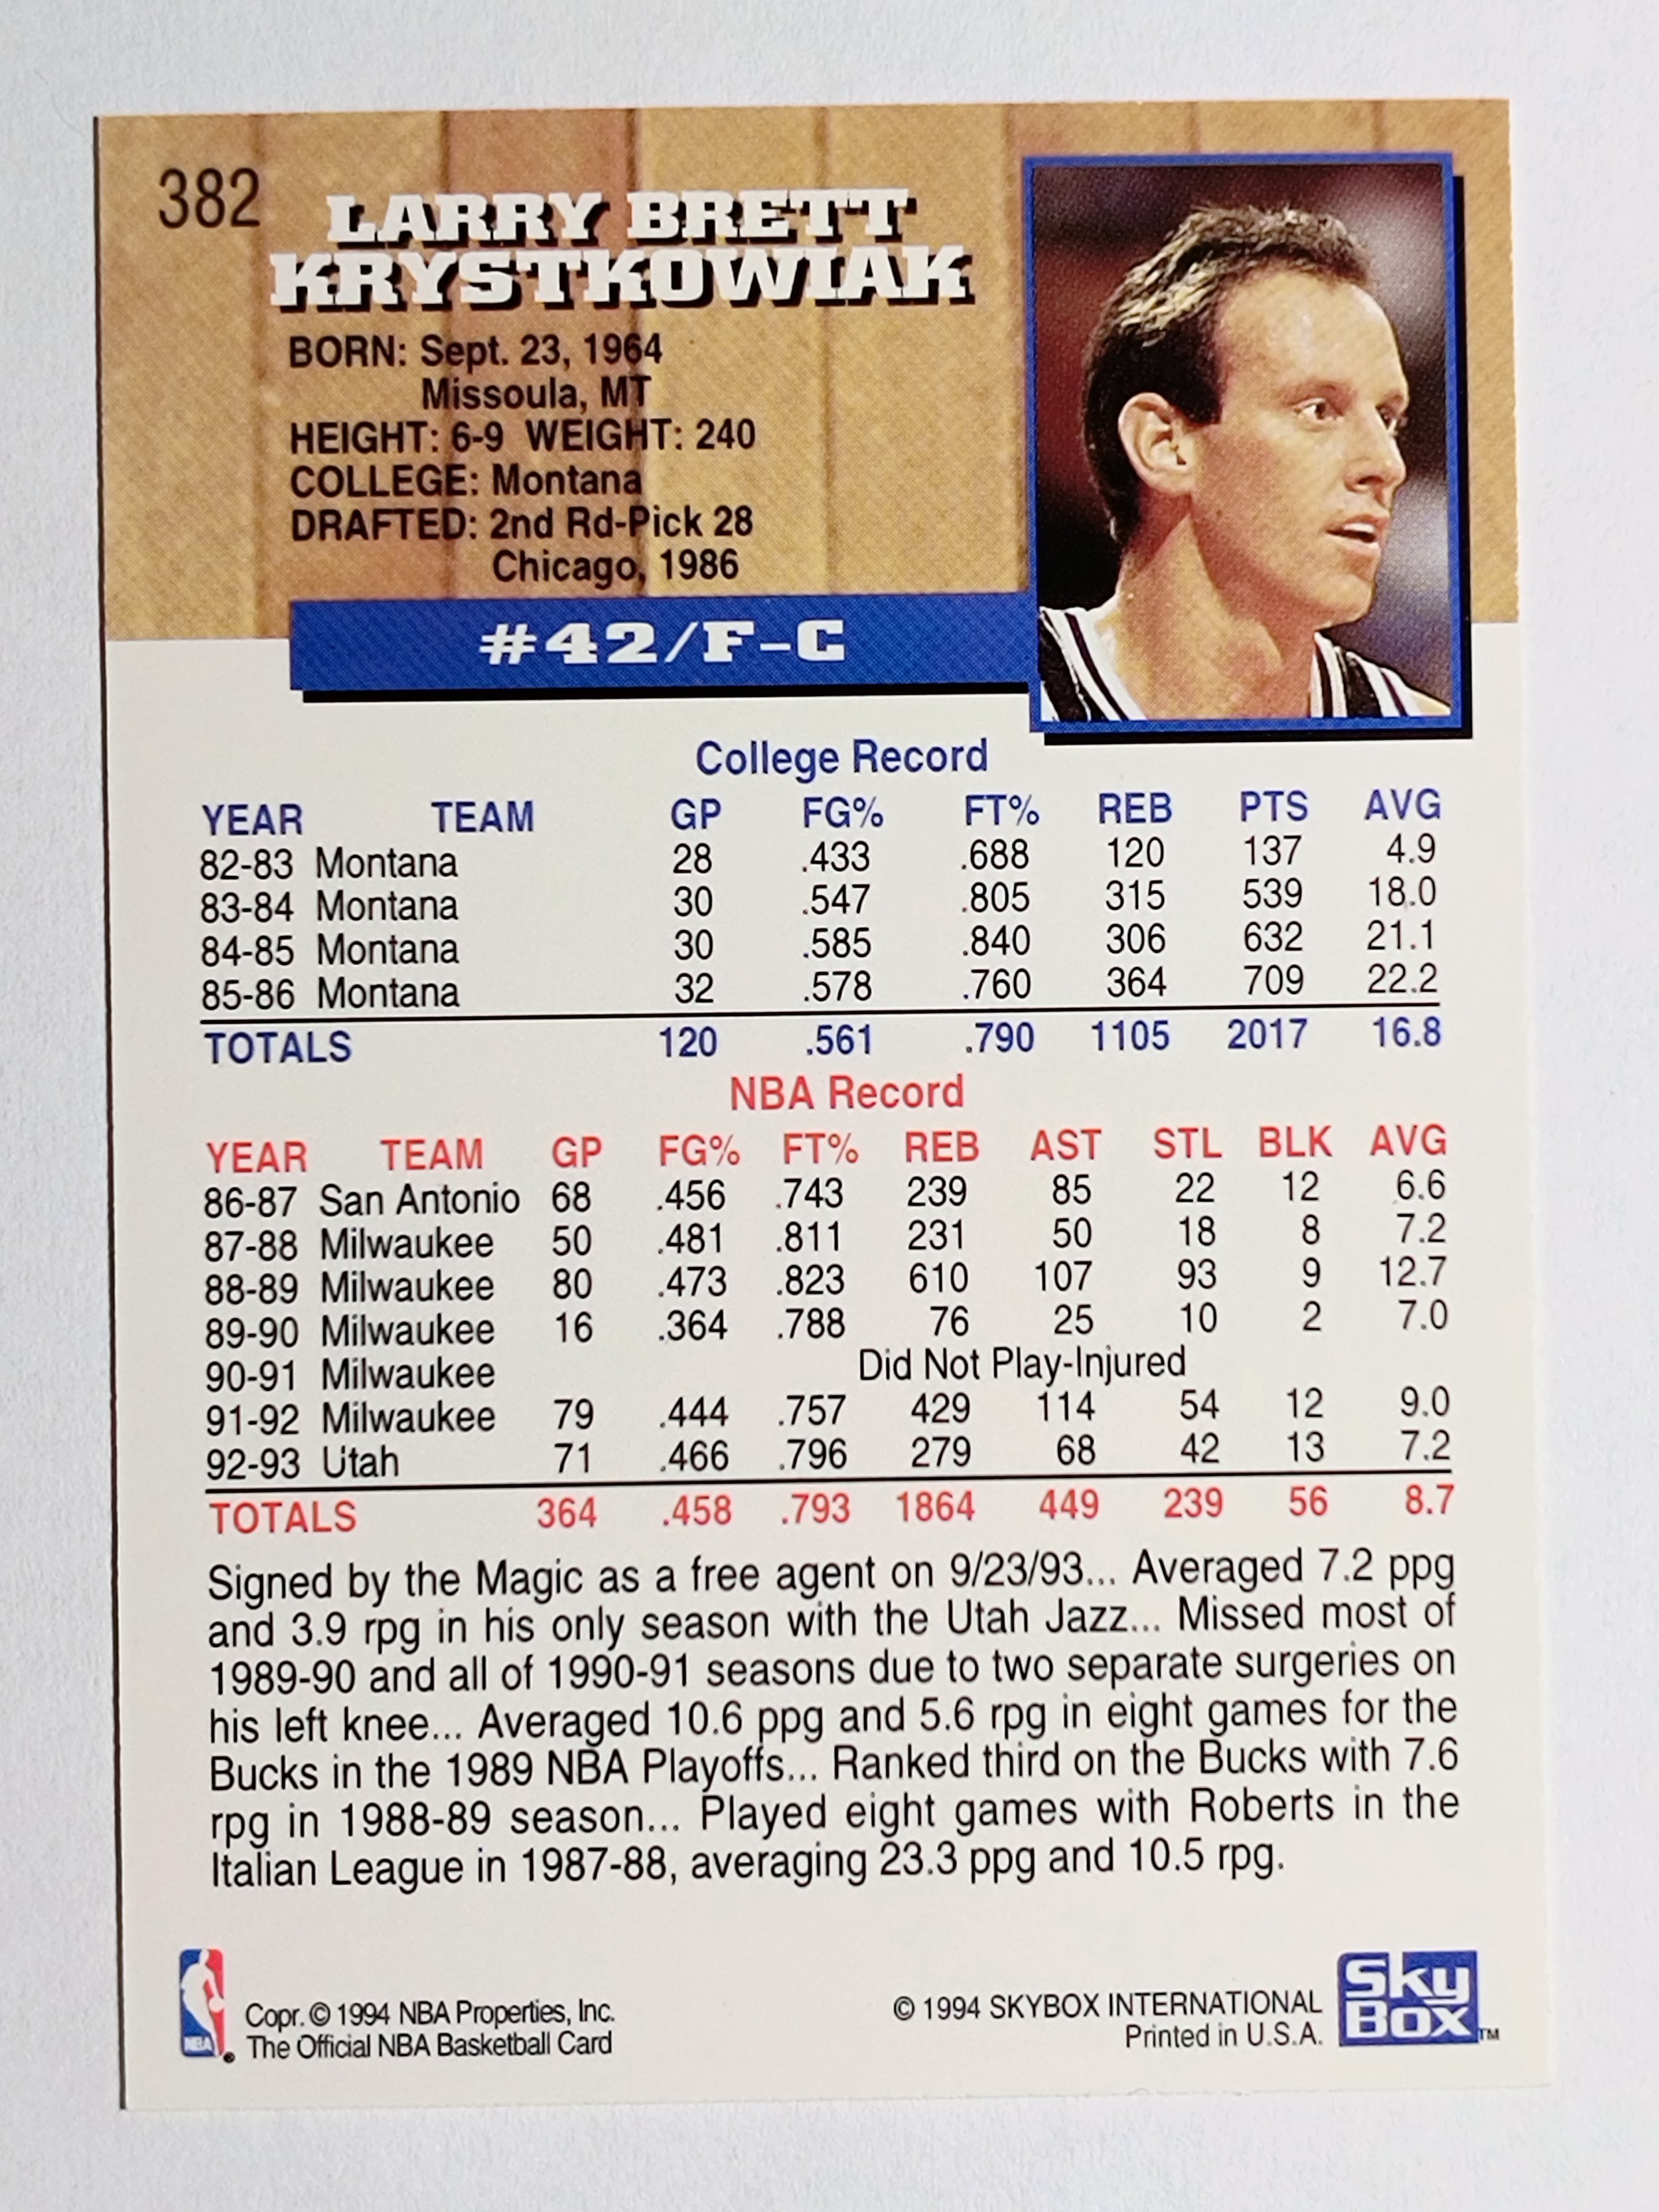 382
LARRY BRETT
KRYSTKOWIAK
BORN: Sept. 23, 1964
Missoula, MT
HEIGHT: 6-9 WEIGHT: 240
COLLEGE: Montana
DRAFTED: 2nd Rd-Pick 28
Chicago, 1986
#42/F-C
College Record
YEAR TEAM GP FG% FT% REB PTS AVG
82-83 Montana 28 .433 .688 120 137 4.9
83-84 Montana 30 .547 .805 315 539 18.0
84-85 Montana 30 .585 .840 306 632 21.1
85-86 Montana 32 .578 .760 364 709 22.2
TOTALS 120 .561 .790 1105 2017 16.8
NBA Record
YEAR TEAM GP FG% FT% REB AST STL BLK AVG
86-87 San Antonio 68 .456 .743 239 85 22 12 6.6
87-88 Milwaukee 50 .481 .811 231 50 18 8 7.2
88-89 Milwaukee 80 .473 .823 610 107 93 9 12.7
89-90 Milwaukee 16 .364 .788 76 25 10 2 7.0
90-91 Milwaukee Did Not Play-Injured
91-92 Milwaukee 79 .444 .757 429 114 54 12 9.0
92-93 Utah 71 .466 .796 279 68 42 13 7.2
TOTALS 364 .458 .793 1864 449 239 56 8.7
Signed by the Magic as a free agent on 9/23/93... Averaged 7.2 ppg
and 3.9 rpg in his only season with the Utah Jazz... Missed most of
1989-90 and all of 1990-91 seasons due to two separate surgeries on
his left knee... Averaged 10.6 ppg and 5.6 rpg in eight games for the
Bucks in the 1989 NBA Playoffs... Ranked third on the Bucks with 7.6
rpg in 1988-89 season... Played eight games with Roberts in the
Italian League in 1987-88, averaging 23.3 ppg and 10.5 rpg.
NBA
Copr. © 1994 NBA Properties, Inc.
The Official NBA Basketball Card
© 1994 SKYBOX INTERNATIONAL
Printed in U.S.A.
Sky
Box TM